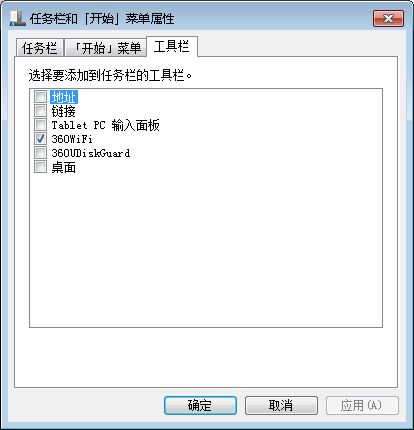 任务栏和「开始」菜单属性
任务栏 「开始」菜单 工具栏
选择要添加到任务栏的工具栏。
地址
链接
Tablet PC 输入面板
360WiFi
360UDiskGuard
桌面
确定 取消 应用(A)